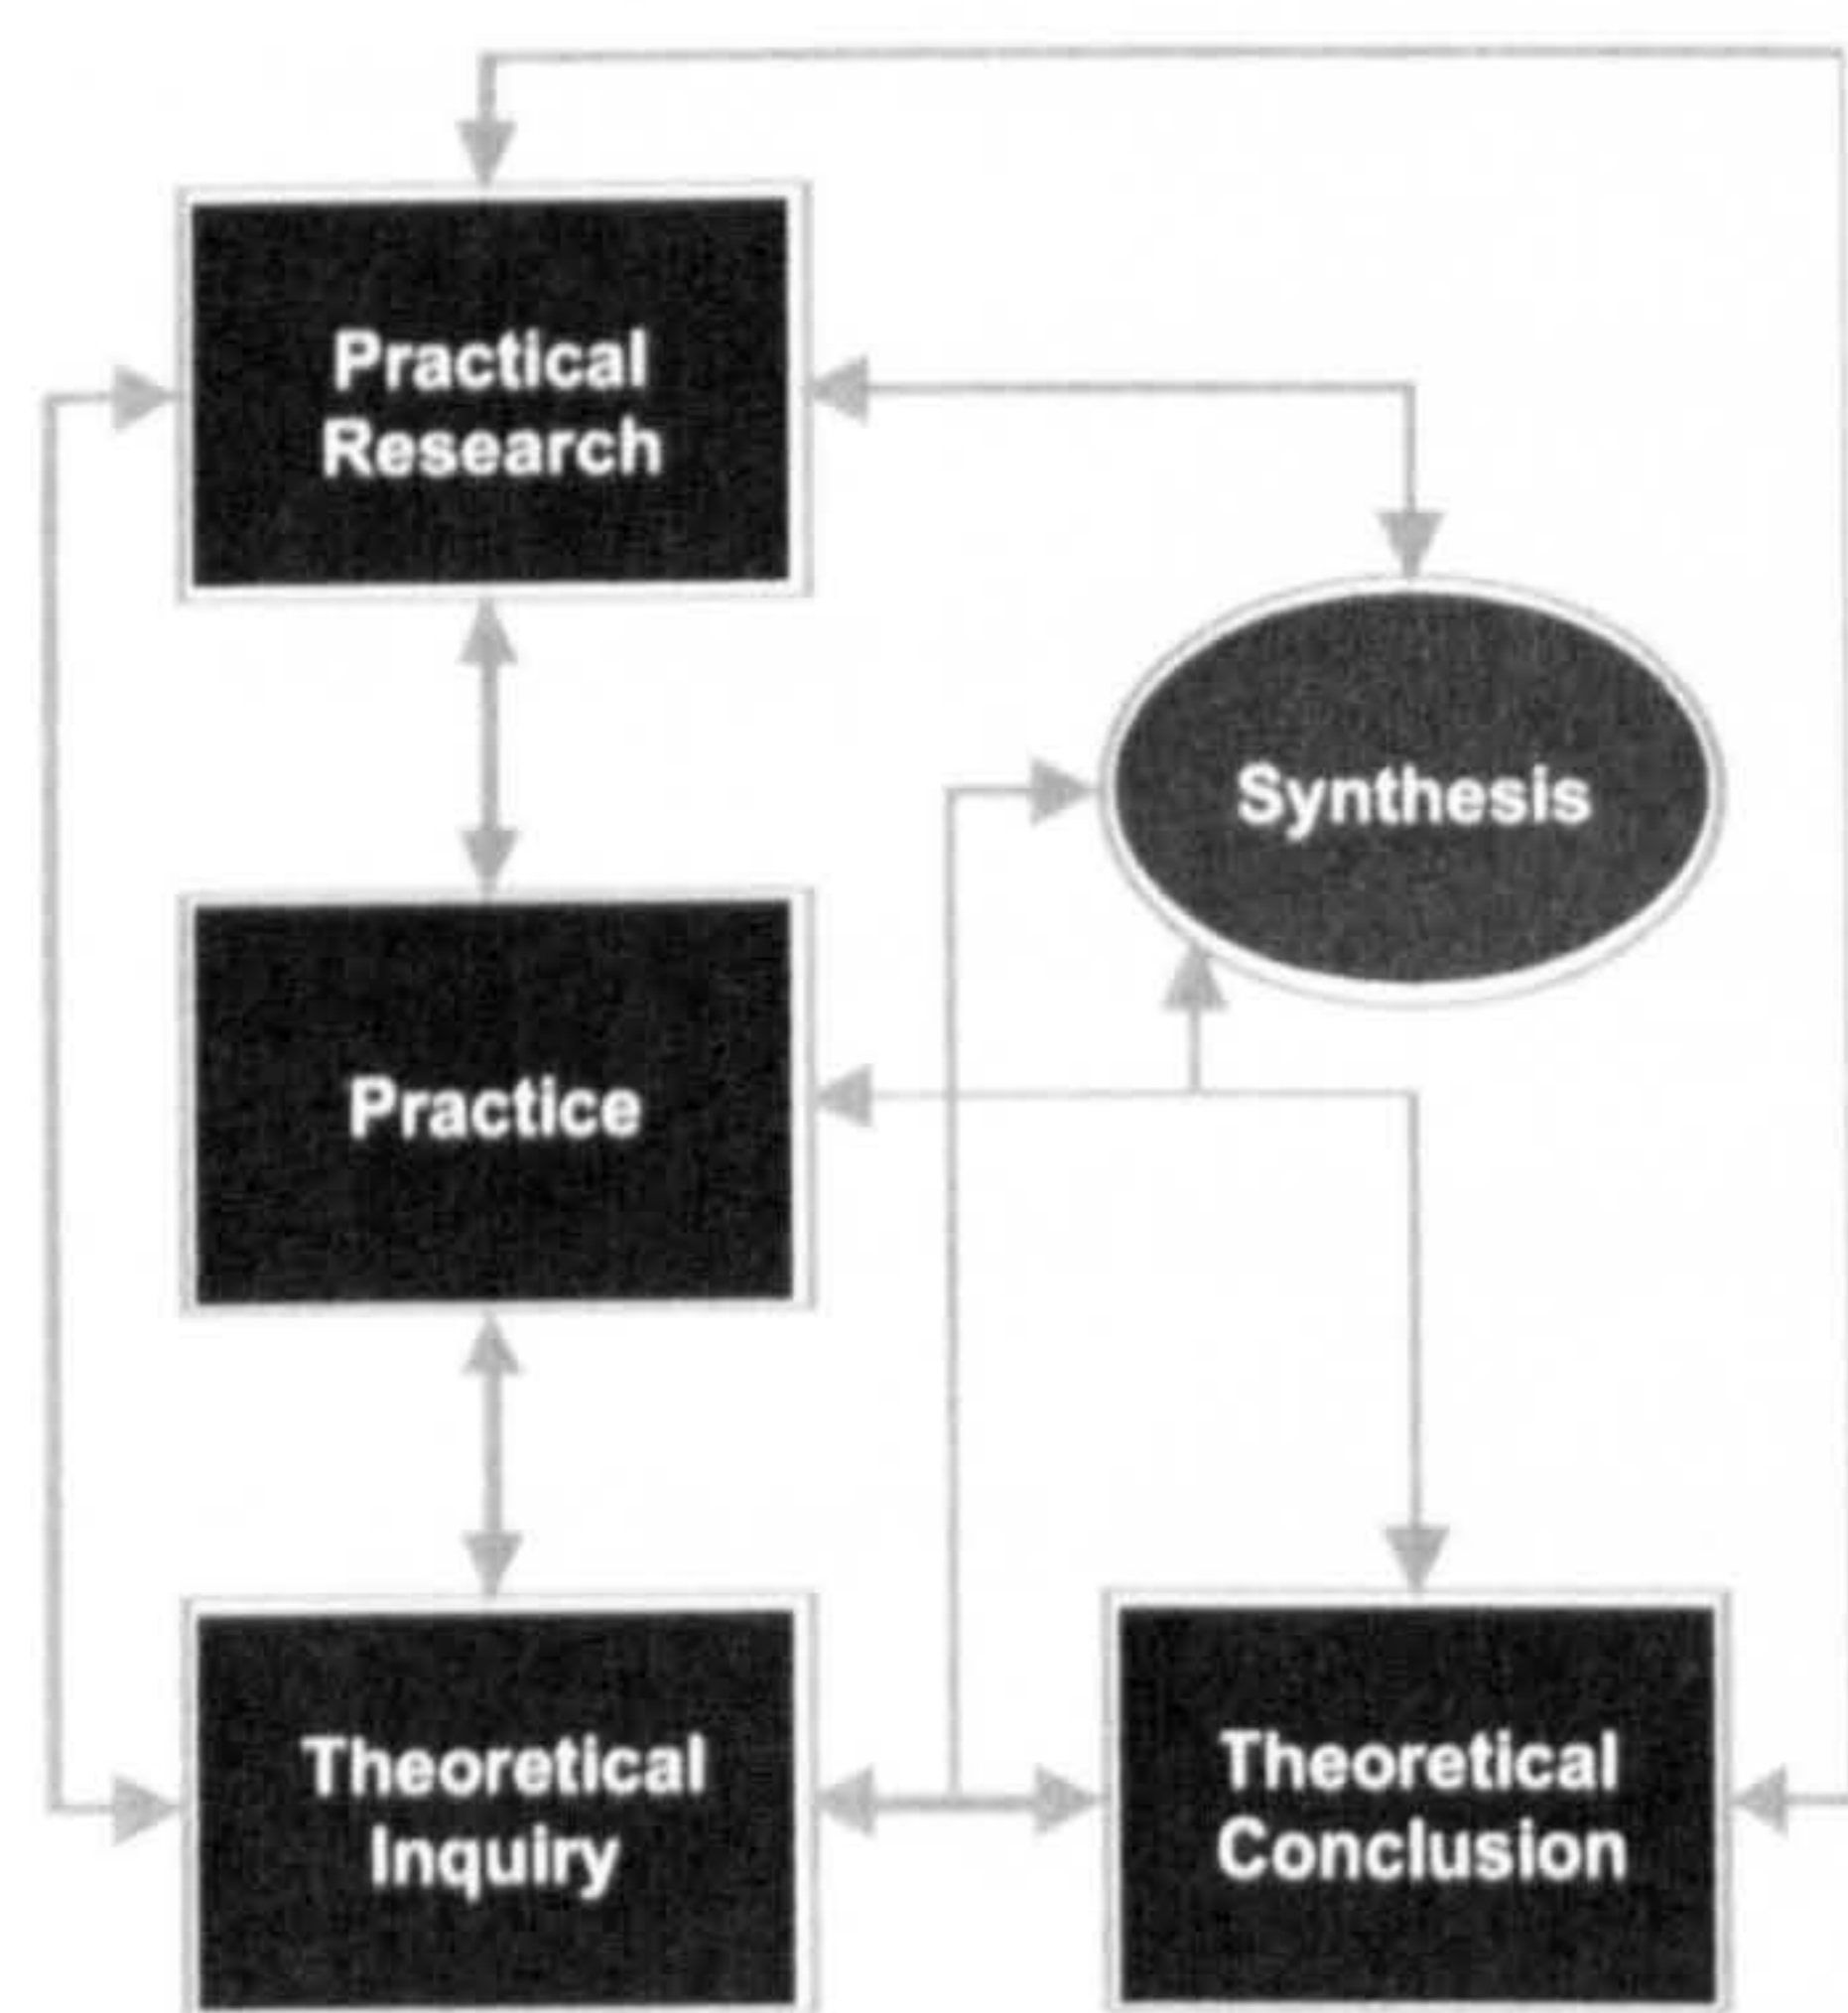 Practical
Research
Synthesis
Practice
Theoretical
Inquiry
Theoretical
Conclusion